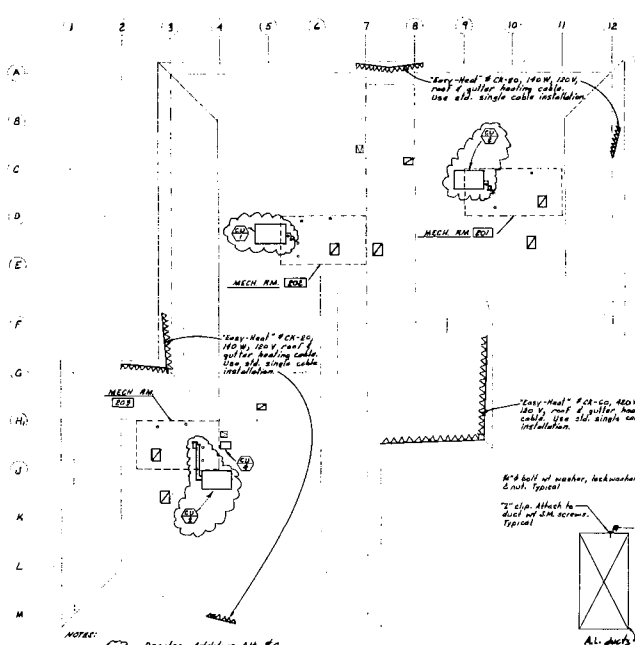 1 2 3 4 5 6 7 8 9 10 11 12
A
"Easy-Heat" # CK-20, 140 W, 120 V,
roof & gutter heating cable.
Use std. single cable installation.
B
C
D
MECH. RM. 201
E
MECH RM. 202
F
"Easy-Heat" # CK-20,
140 W, 120 V roof &
gutter heating cable.
Use std. single cable
installation.
G
MECH RM.
203
"Easy-Heat" # CK-60, 420
120 V, roof & gutter
cable. Use std. single
installation.
H
J
K
bolt w/ washer, lockwasher
& nut. Typical
"Z" clip. Attach to
duct w/ S.M. screws.
Typical
L
M
NOTES:
A.L. ducts